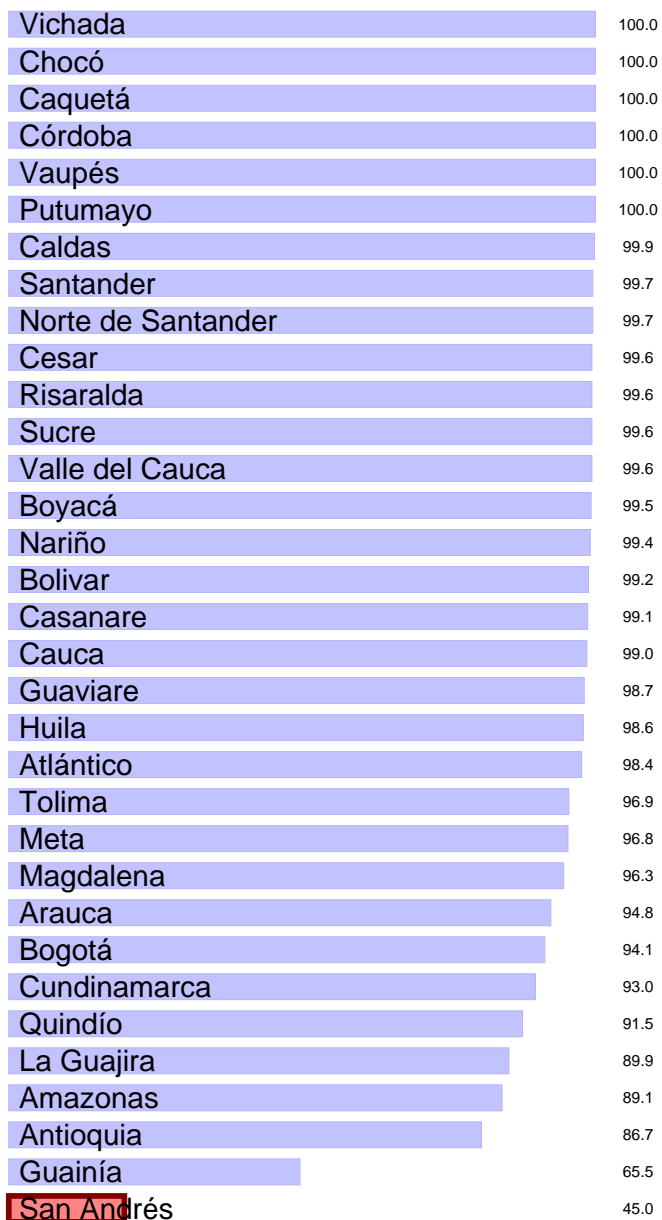 Vichada 100.0
Chocó 100.0
Caquetá 100.0
Córdoba 100.0
Vaupés 100.0
Putumayo 100.0
Caldas 99.9
Santander 99.7
Norte de Santander 99.7
Cesar 99.6
Risaralda 99.6
Sucre 99.6
Valle del Cauca 99.6
Boyacá 99.5
Nariño 99.4
Bolivar 99.2
Casanare 99.1
Cauca 99.0
Guaviare 98.7
Huila 98.6
Atlántico 98.4
Tolima 96.9
Meta 96.8
Magdalena 96.3
Arauca 94.8
Bogotá 94.1
Cundinamarca 93.0
Quindío 91.5
La Guajira 89.9
Amazonas 89.1
Antioquia 86.7
Guainía 65.5
San Andrés 45.0